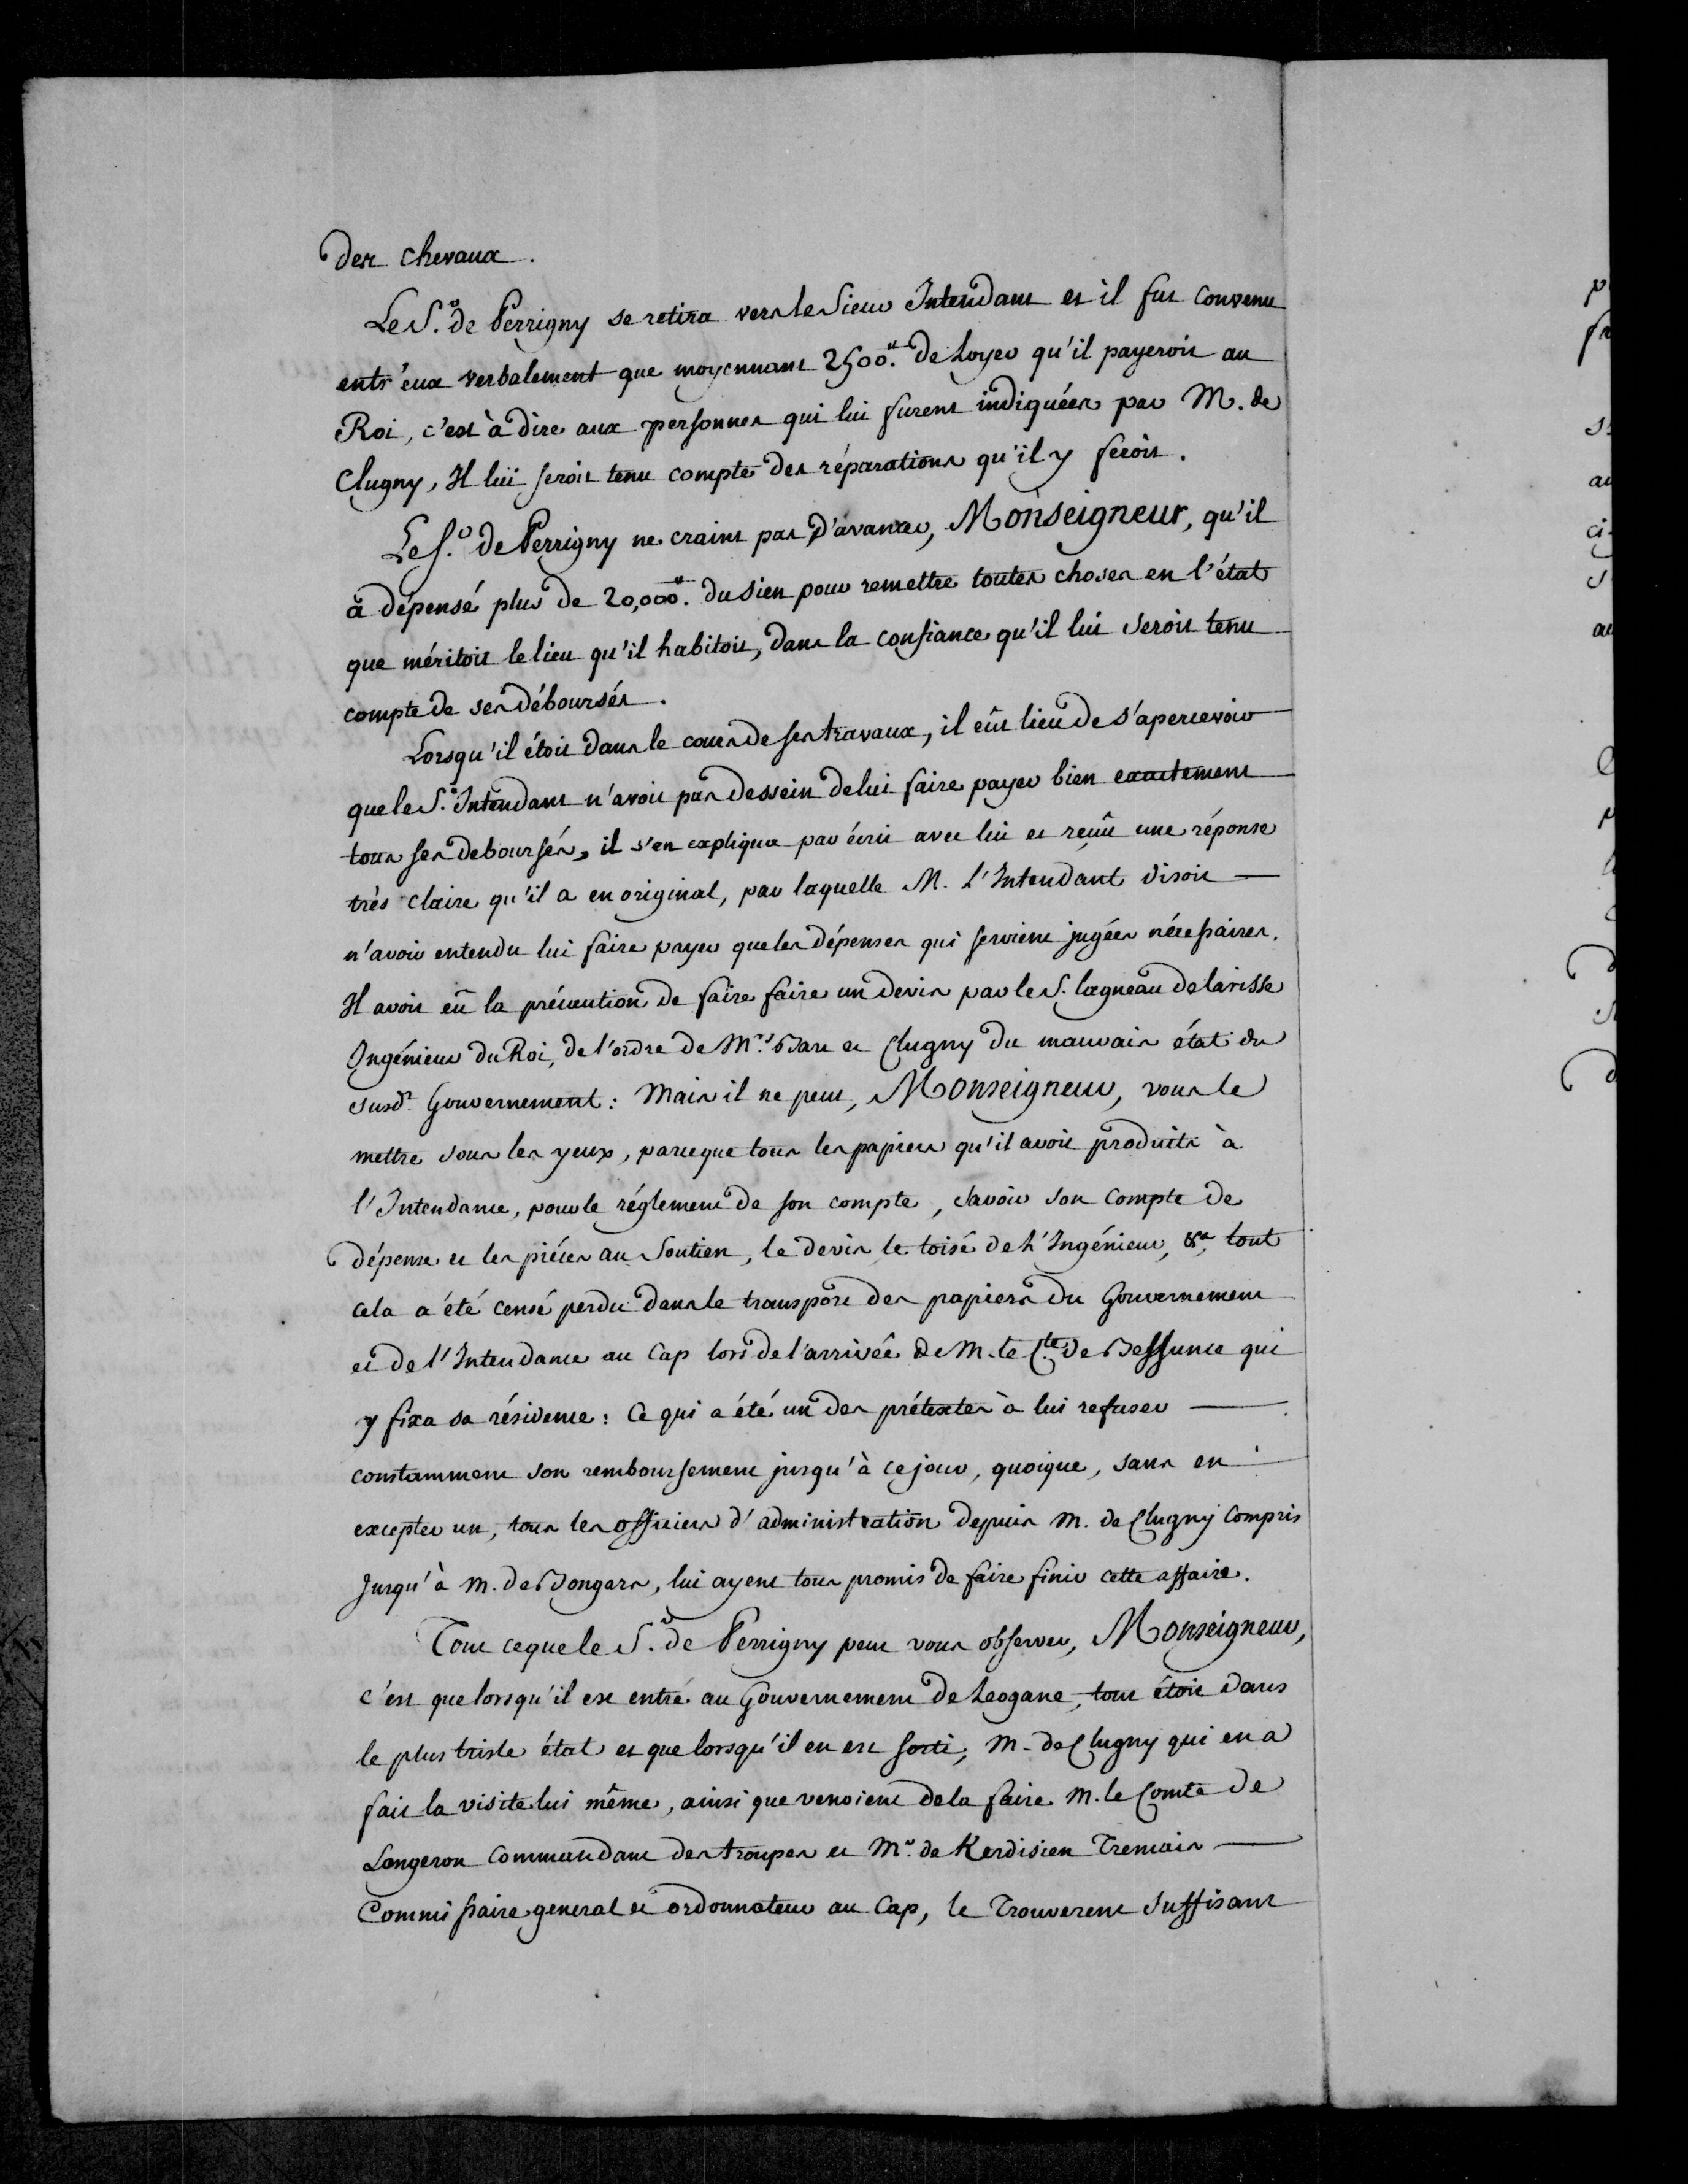 des chevaux.
Le S.r de Perrigny se retira vers le Sieur Intendant et il fut convenu
entr'eux verbalement que moyennant 2500.tt de Loyer qu'il payeroit au
Roi, c'est à dire aux personnes qui lui furent indiquées par M. de
Clugny, Il lui seroit tenu compte des réparations qu'il y feroit.
Le S.r de Perrigny ne craint pas d'avancer, Monseigneur, qu'il
à dépensé plus de 20,000.tt du sien pour remettre toutes choses en l'état
que méritoit le lieu qu'il habitoit, dans la confiance qu'il lui seroit tenu
compte de ses déboursés.
Lorsqu'il étoit dans le cours de ses travaux, il eût lieu de s'apercevoir
que le S.r Intendant n'avoit pas dessein de lui faire payer bien exactement
tous ses deboursés, il s'en expliqua par écrit avec lui et reçut une réponse
très claire qu'il a en original, par laquelle M. L'Intendant disoit
n'avoir entendu lui faire payer que les dépenses qui seroient jugées nécessaires.
Il avoit eû la précaution de faire faire un devis par le S. lagneau delarisse
Ingénieur du Roi, de l'ordre de M.rs Bart et Clugny du mauvais état du
susd.t Gouvernement: Mais il ne peut, Monseigneur, vous le
mettre sous les yeux, parceque tous les papiers qu'il avoit produits à
l'Intendance, pour le réglement de son compte, savoir son compte de
dépense et les piéces au Soutien, le devis le toisé de L'Ingénieur, &a, tout
cela a été censé perdu dans le transport des papiers du Gouvernement
et de l'Intendance au Cap lors de l'arrivée de M. le C.te de Belsunce qui
y fixa sa résidence: Ce qui a été un des prétextes à lui refuser
constamment son remboursement jusqu'à ce jour, quoique, sans en
excepter un, tous les officiers d'administration depuis M. de Clugny compris
Jusqu'à M. de Bongars, lui ayent tous promis de faire finir cette affaire.
Tout ce que le S.r de Perrigny peut vous observer, Monseigneur,
c'est que lorsqu'il est entré au Gouvernement de Leogane, tout étoit dans
le plus triste état et que lorsqu'il en est sorti, M. de Clugny qui en a
fait la visite lui même, ainsi que venoient de la faire M. le Comte de
Langeron Commandant des troupes et M.r de Kerdisien Tremais
Commissaire general et ordonnateur au Cap, le Trouverent Suffisant